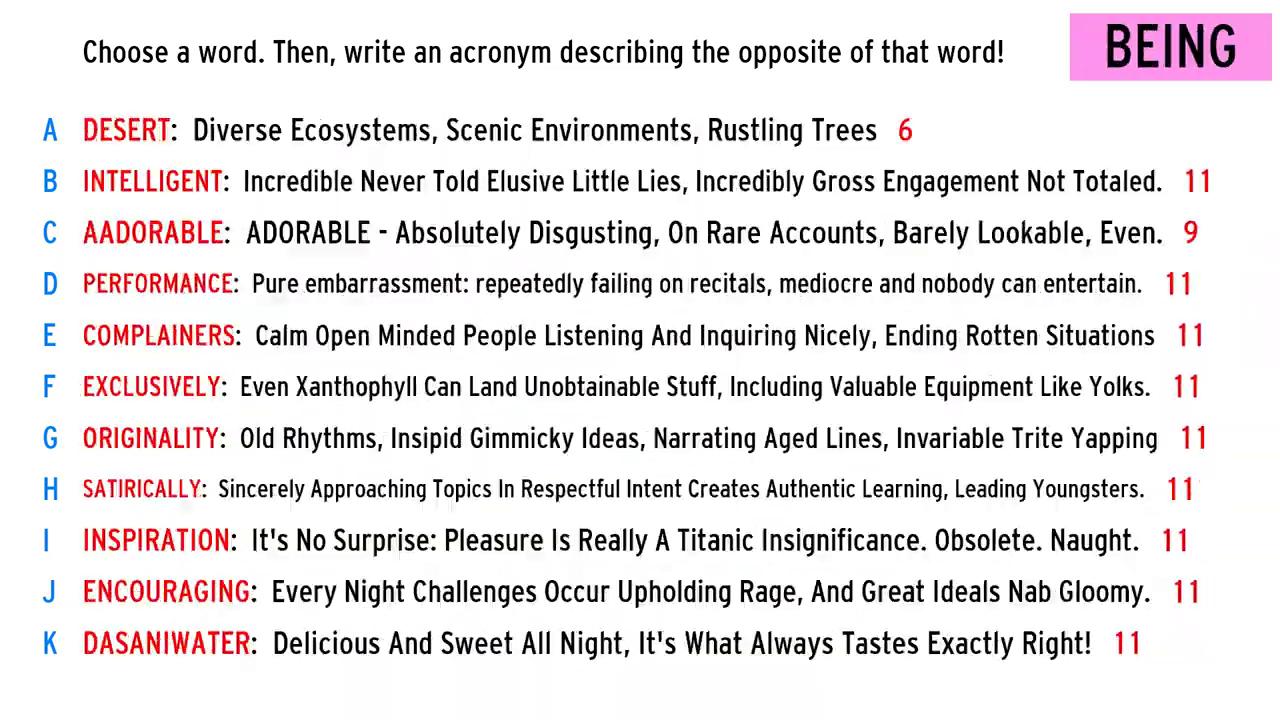 Choose a word. Then, write an acronym describing the opposite of that word!
BEING
A DESERT: Diverse Ecosystems, Scenic Environments, Rustling Trees 6
B INTELLIGENT: Incredible Never Told Elusive Little Lies, Incredibly Gross Engagement Not Totaled. 11
C AADORABLE: ADORABLE - Absolutely Disgusting, On Rare Accounts, Barely Lookable, Even. 9
D PERFORMANCE: Pure embarrassment: repeatedly failing on recitals, mediocre and nobody can entertain. 11
E COMPLAINERS: Calm Open Minded People Listening And Inquiring Nicely, Ending Rotten Situations 11
F EXCLUSIVELY: Even Xanthophyll Can Land Unobtainable Stuff, Including Valuable Equipment Like Yolks. 11
G ORIGINALITY: Old Rhythms, Insipid Gimmicky Ideas, Narrating Aged Lines, Invariable Trite Yapping 11
H SATIRICALLY: Sincerely Approaching Topics In Respectful Intent Creates Authentic Learning, Leading Youngsters. 11
I INSPIRATION: It's No Surprise: Pleasure Is Really A Titanic Insignificance. Obsolete. Naught. 11
J ENCOURAGING: Every Night Challenges Occur Upholding Rage, And Great Ideals Nab Gloomy. 11
K DASANIWATER: Delicious And Sweet All Night, It's What Always Tastes Exactly Right! 11